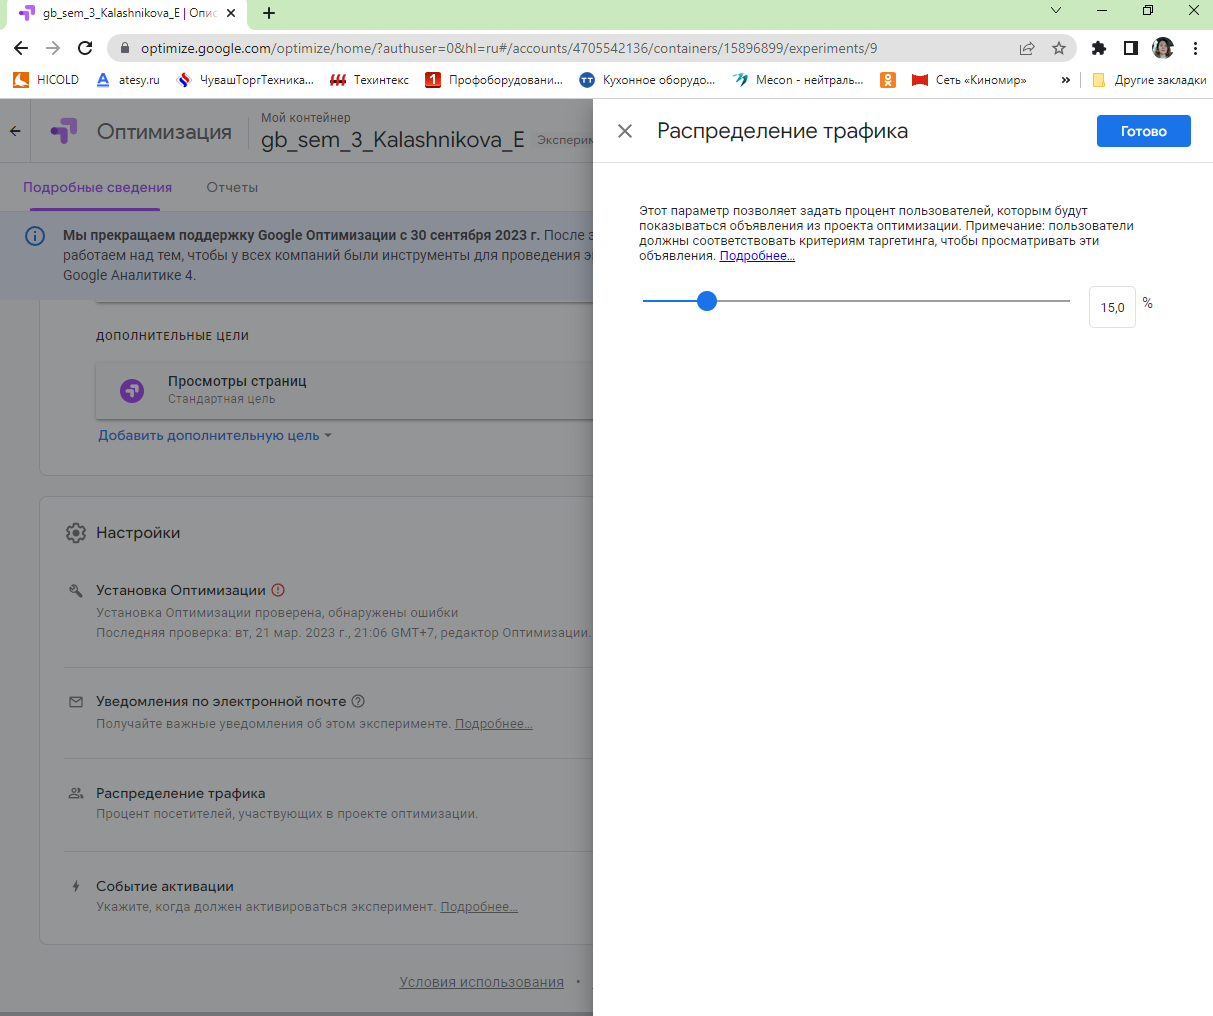 gb_sem_3_Kalashnikova_E | Опис
optimize.google.com/optimize/home/?authuser=0&hl=ru#/accounts/4705542136/containers/15896899/experiments/9
HICOLD
atesy.ru
ЧувашТоргТехника...
Техинтекс
Профоборудовани...
Кухонное оборудо...
Mecon - нейтраль...
Сеть «Киномир»
»
Другие закладки
Оптимизация
Мой контейнер
gb_sem_3_Kalashnikova_E
Эксперим
Распределение трафика
Готово
Подробные сведения
Отчеты
Мы прекращаем поддержку Google Оптимизации с 30 сентября 2023 г. После э
работаем над тем, чтобы у всех компаний были инструменты для проведения э
Google Аналитике 4.
Этот параметр позволяет задать процент пользователей, которым будут
показываться объявления из проекта оптимизации. Примечание: пользователи
должны соответствовать критериям таргетинга, чтобы просматривать эти
объявления. Подробнее...
15,0 %
ДОПОЛНИТЕЛЬНЫЕ ЦЕЛИ
Просмотры страниц
Стандартная цель
Добавить дополнительную цель
Настройки
Установка Оптимизации
Установка Оптимизации проверена, обнаружены ошибки
Последняя проверка: вт, 21 мар. 2023 г., 21:06 GMT+7, редактор Оптимизации.
Уведомления по электронной почте
Получайте важные уведомления об этом эксперименте. Подробнее...
Распределение трафика
Процент посетителей, участвующих в проекте оптимизации.
Событие активации
Укажите, когда должен активироваться эксперимент. Подробнее...
Условия использования •